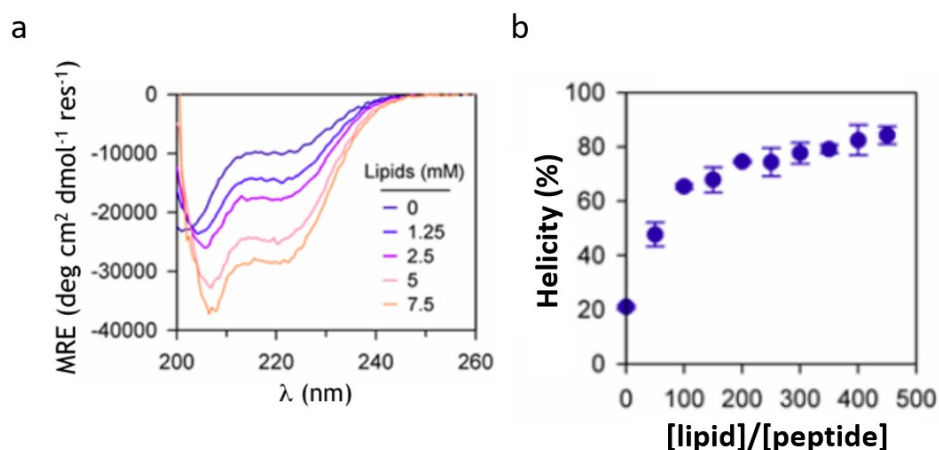 a
MRE (deg cm² dmol⁻¹ res⁻¹)
0
-10000
-20000
-30000
-40000
200 220 240 260
λ (nm)
Lipids (mM)
0
1.25
2.5
5
7.5
b
Helicity (%)
100
80
60
40
20
0
0 100 200 300 400 500
[lipid]/[peptide]